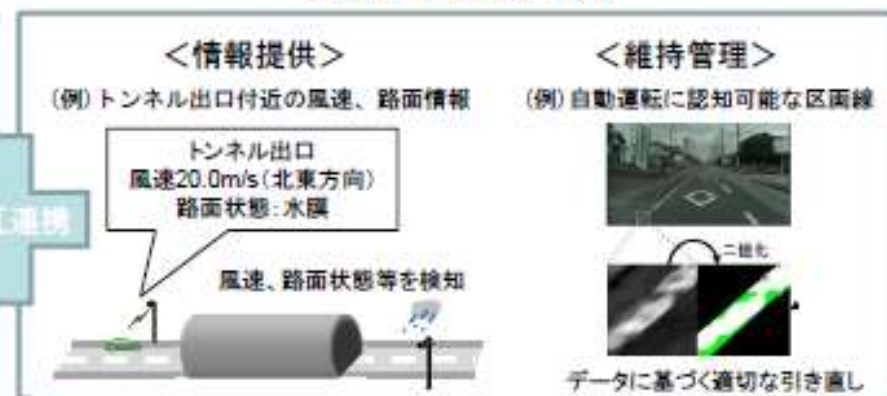 <情報提供>
(例)トンネル出口付近の風速、路面情報
トンネル出口
風速20.0m/s(北東方向)
路面状態:水膜
風速、路面状態等を検知
<維持管理>
(例)自動運転に認知可能な区画線
二値化
データに基づく適切な引き直し
連携